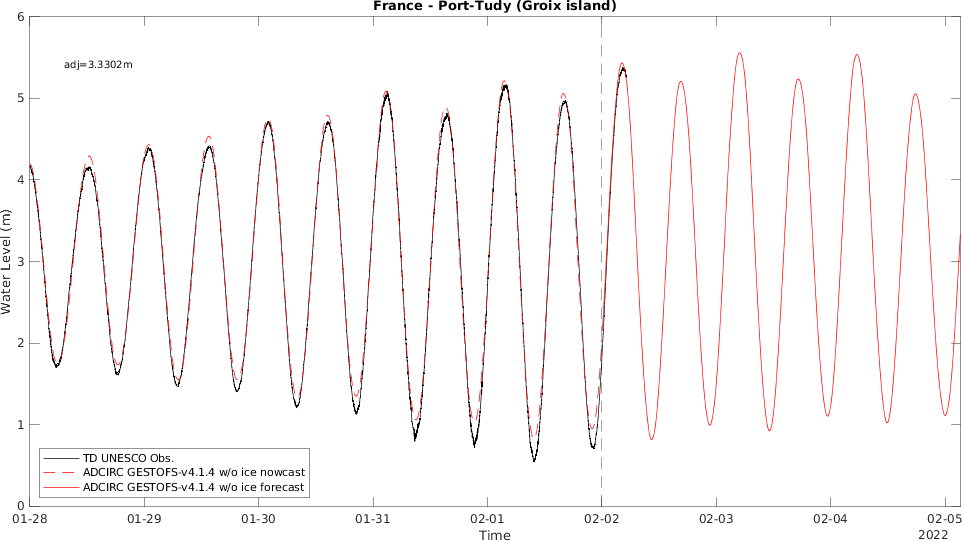 France - Port-Tudy (Groix island)
6
adj=3.3302m
5
4
3
2
1
0
Water Level (m)
TD UNESCO Obs.
ADCIRC GESTOFS-v4.1.4 w/o ice nowcast
ADCIRC GESTOFS-v4.1.4 w/o ice forecast
01-28 01-29 01-30 01-31 02-01 02-02 02-03 02-04 02-05
Time 2022